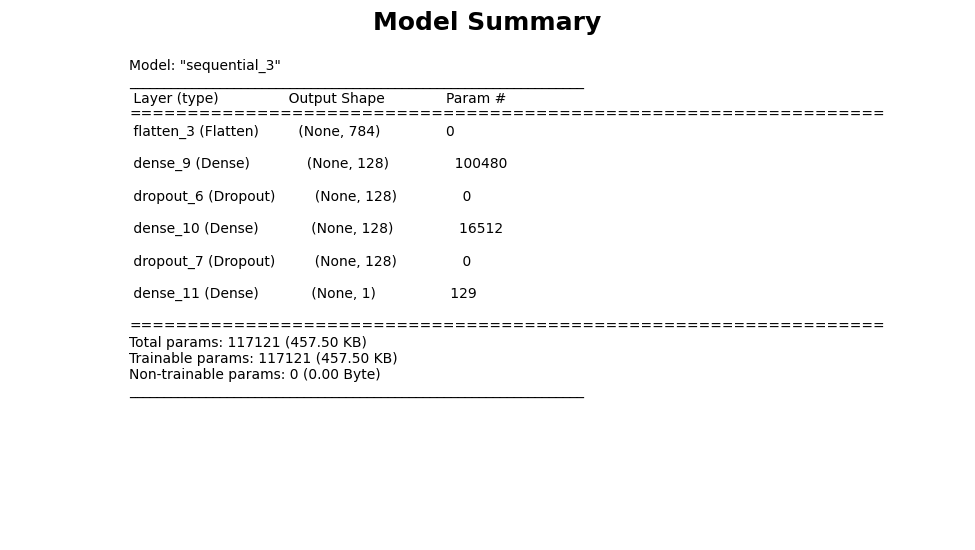 Model Summary
Model: "sequential_3"
_________________________________________________________________
Layer (type) Output Shape Param #
=================================================================
flatten_3 (Flatten) (None, 784) 0
dense_9 (Dense) (None, 128) 100480
dropout_6 (Dropout) (None, 128) 0
dense_10 (Dense) (None, 128) 16512
dropout_7 (Dropout) (None, 128) 0
dense_11 (Dense) (None, 1) 129
=================================================================
Total params: 117121 (457.50 KB)
Trainable params: 117121 (457.50 KB)
Non-trainable params: 0 (0.00 Byte)
_________________________________________________________________